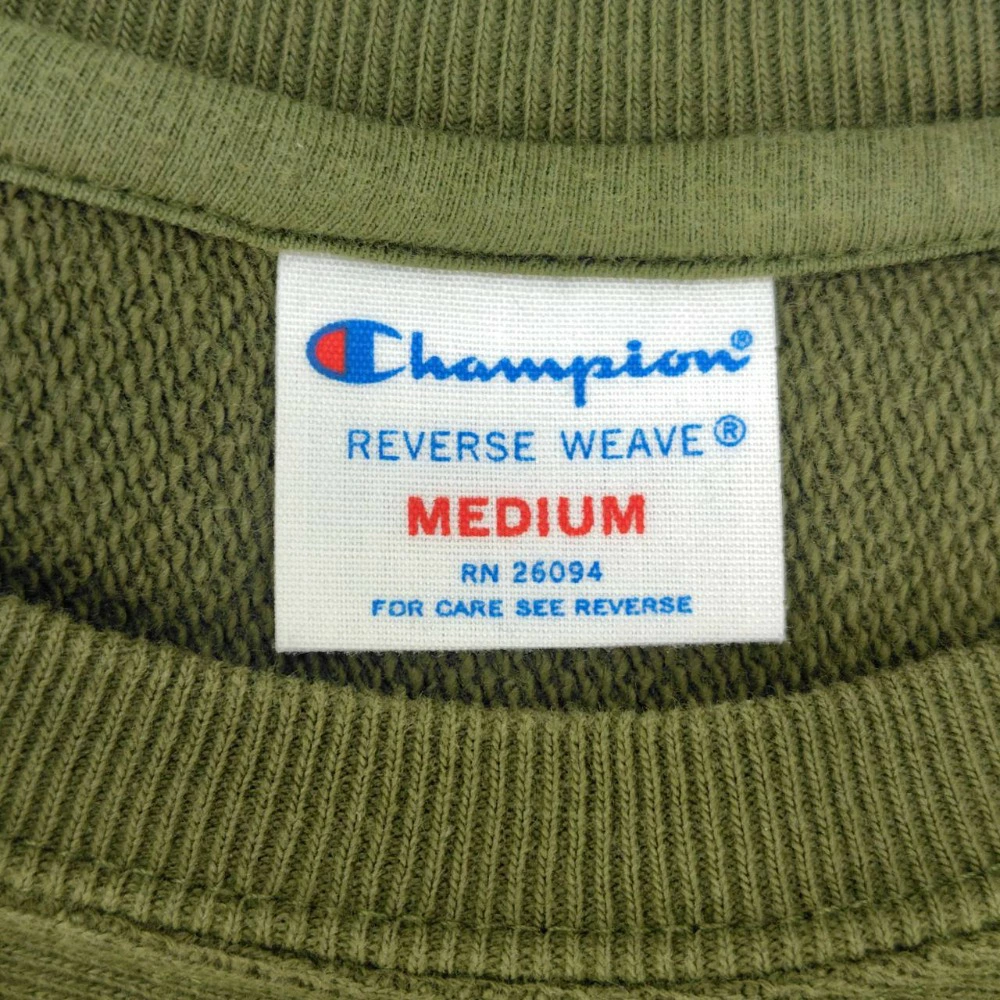 Champion®
REVERSE WEAVE®
MEDIUM
RN 26094
FOR CARE SEE REVERSE